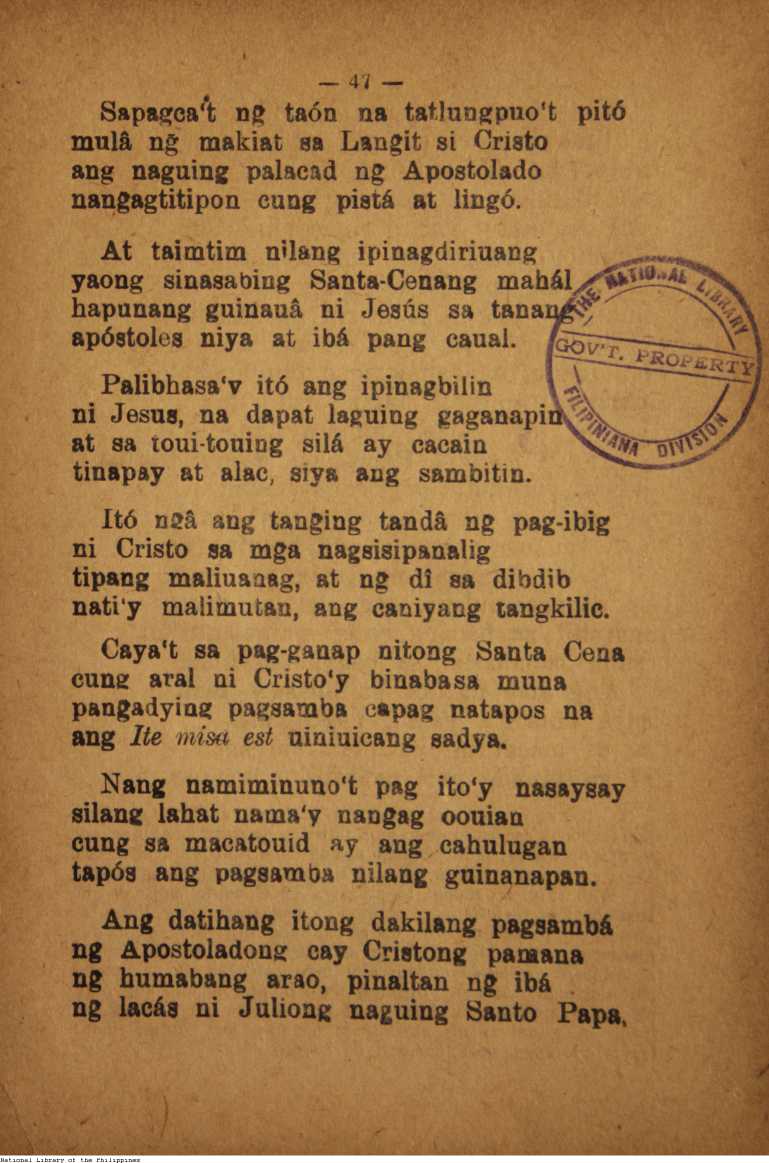 — 47 —
Sapagca't ng taón na tatlungpuo't pitó
mulâ ng̃ makiat sa Langit si Cristo
ang naguing palacad ng̃ Apostolado
nang̃agtitipon cung pistá at lingó.
At taimtim nilang ipinagdiriuang
yaong sinasabing Santa-Cenang mahál
hapunang guinauâ ni Jesús sa tanang
apóstoles niya at ibá pang caual.
Palibhasa‘v itó ang ipinagbilin
ni Jesus, na dapat laguing gaganapin
at sa toui-touing silá ay cacain
tinapay at alac, siya ang sambitin.
Itó ng̃â ang tanging tandâ ng pag-ibig
ni Cristo sa mg̃a nagsisipanalig
tipang maliuanag, at ng̃ dî sa dibdib
nati‘y malimutan, ang caniyang tangkilic.
Caya‘t sa pag-ganap nitong Santa Cena
cung aral ni Cristo‘y binabasa muna
pangadying pagsamba capag natapos na
ang Ite misa est uiniuicang sadya.
Nang namiminuno‘t pag ito‘y nasaysay
silang lahat nama‘y nang̃ag oouian
cung sa macatouid ay ang cahulugan
tapós ang pagsamba nilang guinanapan.
Ang datihang itong dakilang pagsambá
ng̃ Apostoladong cay Cristong pamana
ng̃ humabang arao, pinaltan ng̃ ibá
ng̃ lacás ni Juliong naguing Santo Papa,
THE NATIONAL LIBRARY
GOV'T. PROPERTY
FILIPINIANA DIVISION
National Library of the Philippines